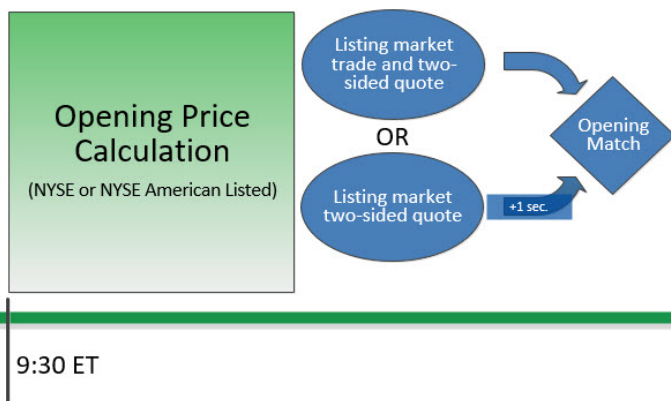 Opening Price
Calculation
(NYSE or NYSE American Listed)
Listing market
trade and two-
sided quote
OR
Listing market
two-sided quote
+1 sec.
Opening
Match
9:30 ET